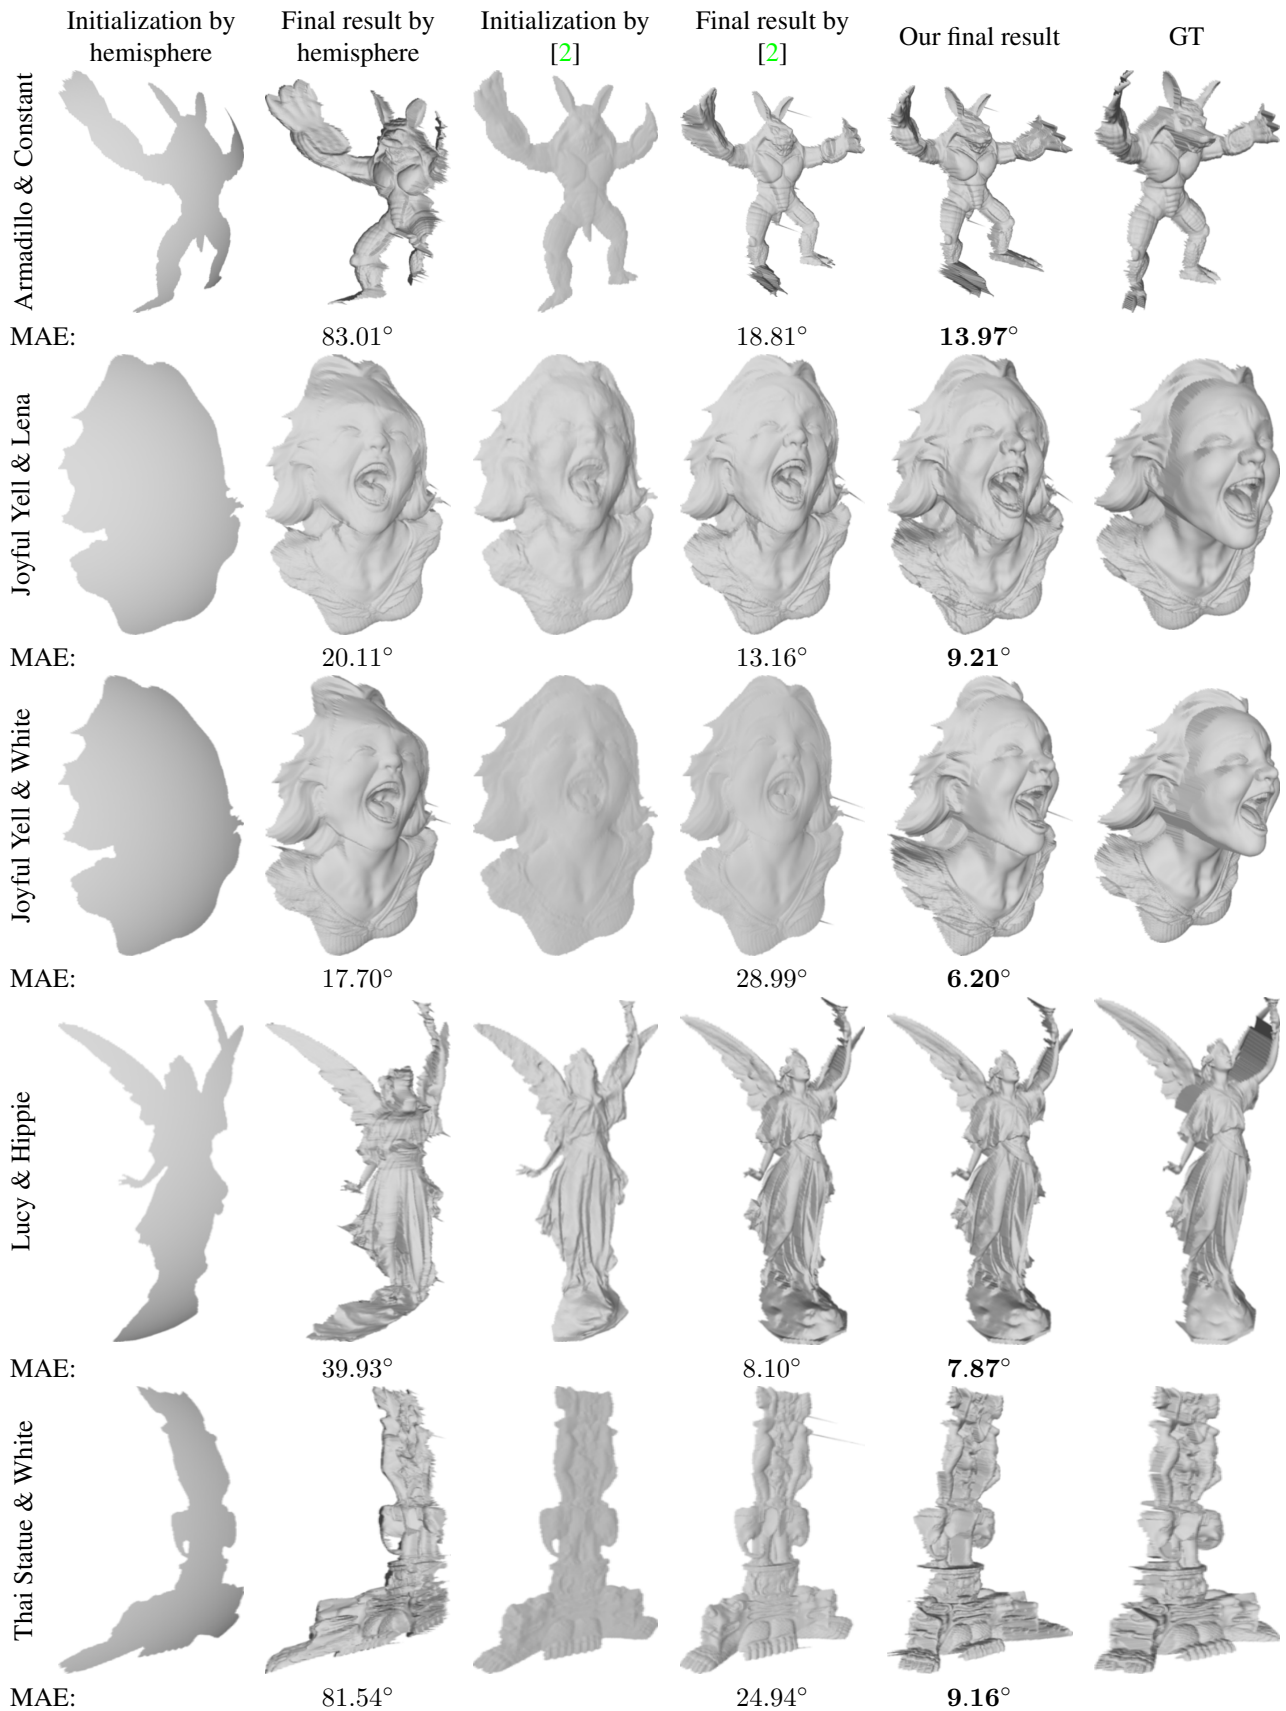 Initialization by hemisphere
Final result by hemisphere
Initialization by [2]
Final result by [2]
Our final result
GT
Armadillo & Constant
MAE: 83.01° 18.81° 13.97°
Joyful Yell & Lena
MAE: 20.11° 13.16° 9.21°
Joyful Yell & White
MAE: 17.70° 28.99° 6.20°
Lucy & Hippie
MAE: 39.93° 8.10° 7.87°
Thai Statue & White
MAE: 81.54° 24.94° 9.16°